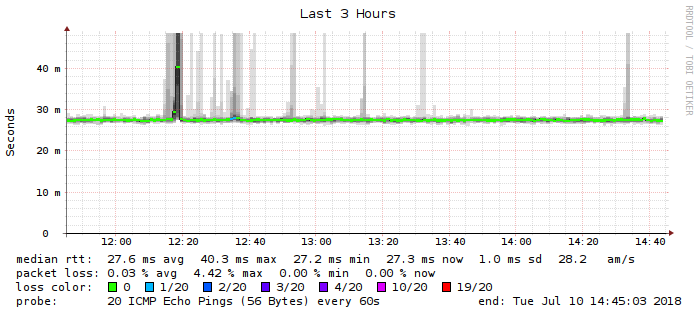 Last 3 Hours
RRDTOOL / TOBI OETIKER
Seconds
40 m
30 m
20 m
10 m
0
12:00 12:20 12:40 13:00 13:20 13:40 14:00 14:20 14:40
median rtt: 27.6 ms avg 40.3 ms max 27.2 ms min 27.3 ms now 1.0 ms sd 28.2 am/s
packet loss: 0.03 % avg 4.42 % max 0.00 % min 0.00 % now
loss color: 0 1/20 2/20 3/20 4/20 10/20 19/20
probe: 20 ICMP Echo Pings (56 Bytes) every 60s end: Tue Jul 10 14:45:03 2018